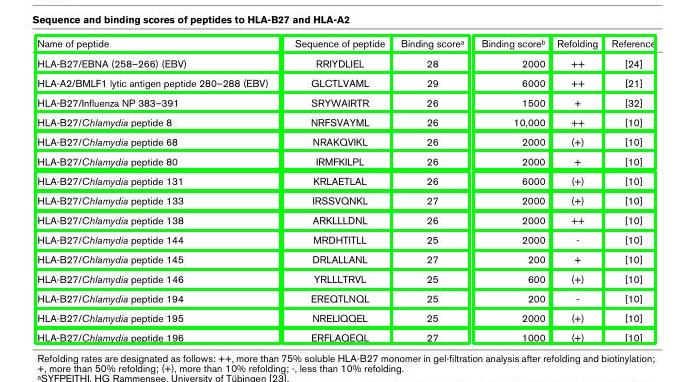 Sequence and binding scores of peptides to HLA-B27 and HLA-A2
Name of peptide Sequence of peptide Binding scoreᵃ Binding scoreᵇ Refolding Reference
HLA-B27/EBNA (258–266) (EBV) RRIYDLIEL 28 2000 ++ [24]
HLA-A2/BMLF1 lytic antigen peptide 280–288 (EBV) GLCTLVAML 29 6000 ++ [21]
HLA-B27/Influenza NP 383–391 SRYWAIRTR 26 1500 + [32]
HLA-B27/Chlamydia peptide 8 NRFSVAYML 26 10,000 ++ [10]
HLA-B27/Chlamydia peptide 68 NRAKQVIKL 26 2000 (+) [10]
HLA-B27/Chlamydia peptide 80 IRMFKILPL 26 2000 + [10]
HLA-B27/Chlamydia peptide 131 KRLAETLAL 26 6000 (+) [10]
HLA-B27/Chlamydia peptide 133 IRSSVQNKL 27 2000 (+) [10]
HLA-B27/Chlamydia peptide 138 ARKLLLDNL 26 2000 ++ [10]
HLA-B27/Chlamydia peptide 144 MRDHTITLL 25 2000 - [10]
HLA-B27/Chlamydia peptide 145 DRLALLANL 27 200 + [10]
HLA-B27/Chlamydia peptide 146 YRLLLTRVL 25 600 (+) [10]
HLA-B27/Chlamydia peptide 194 EREQTLNQL 25 200 - [10]
HLA-B27/Chlamydia peptide 195 NRELIQQEL 25 2000 (+) [10]
HLA-B27/Chlamydia peptide 196 ERFLAQEQL 27 1000 (+) [10]
Refolding rates are designated as follows: ++, more than 75% soluble HLA-B27 monomer in gel-filtration analysis after refolding and biotinylation;
+, more than 50% refolding; (+), more than 10% refolding; -, less than 10% refolding.
ᵃSYFPEITHI, HG Rammensee, University of Tübingen [23].